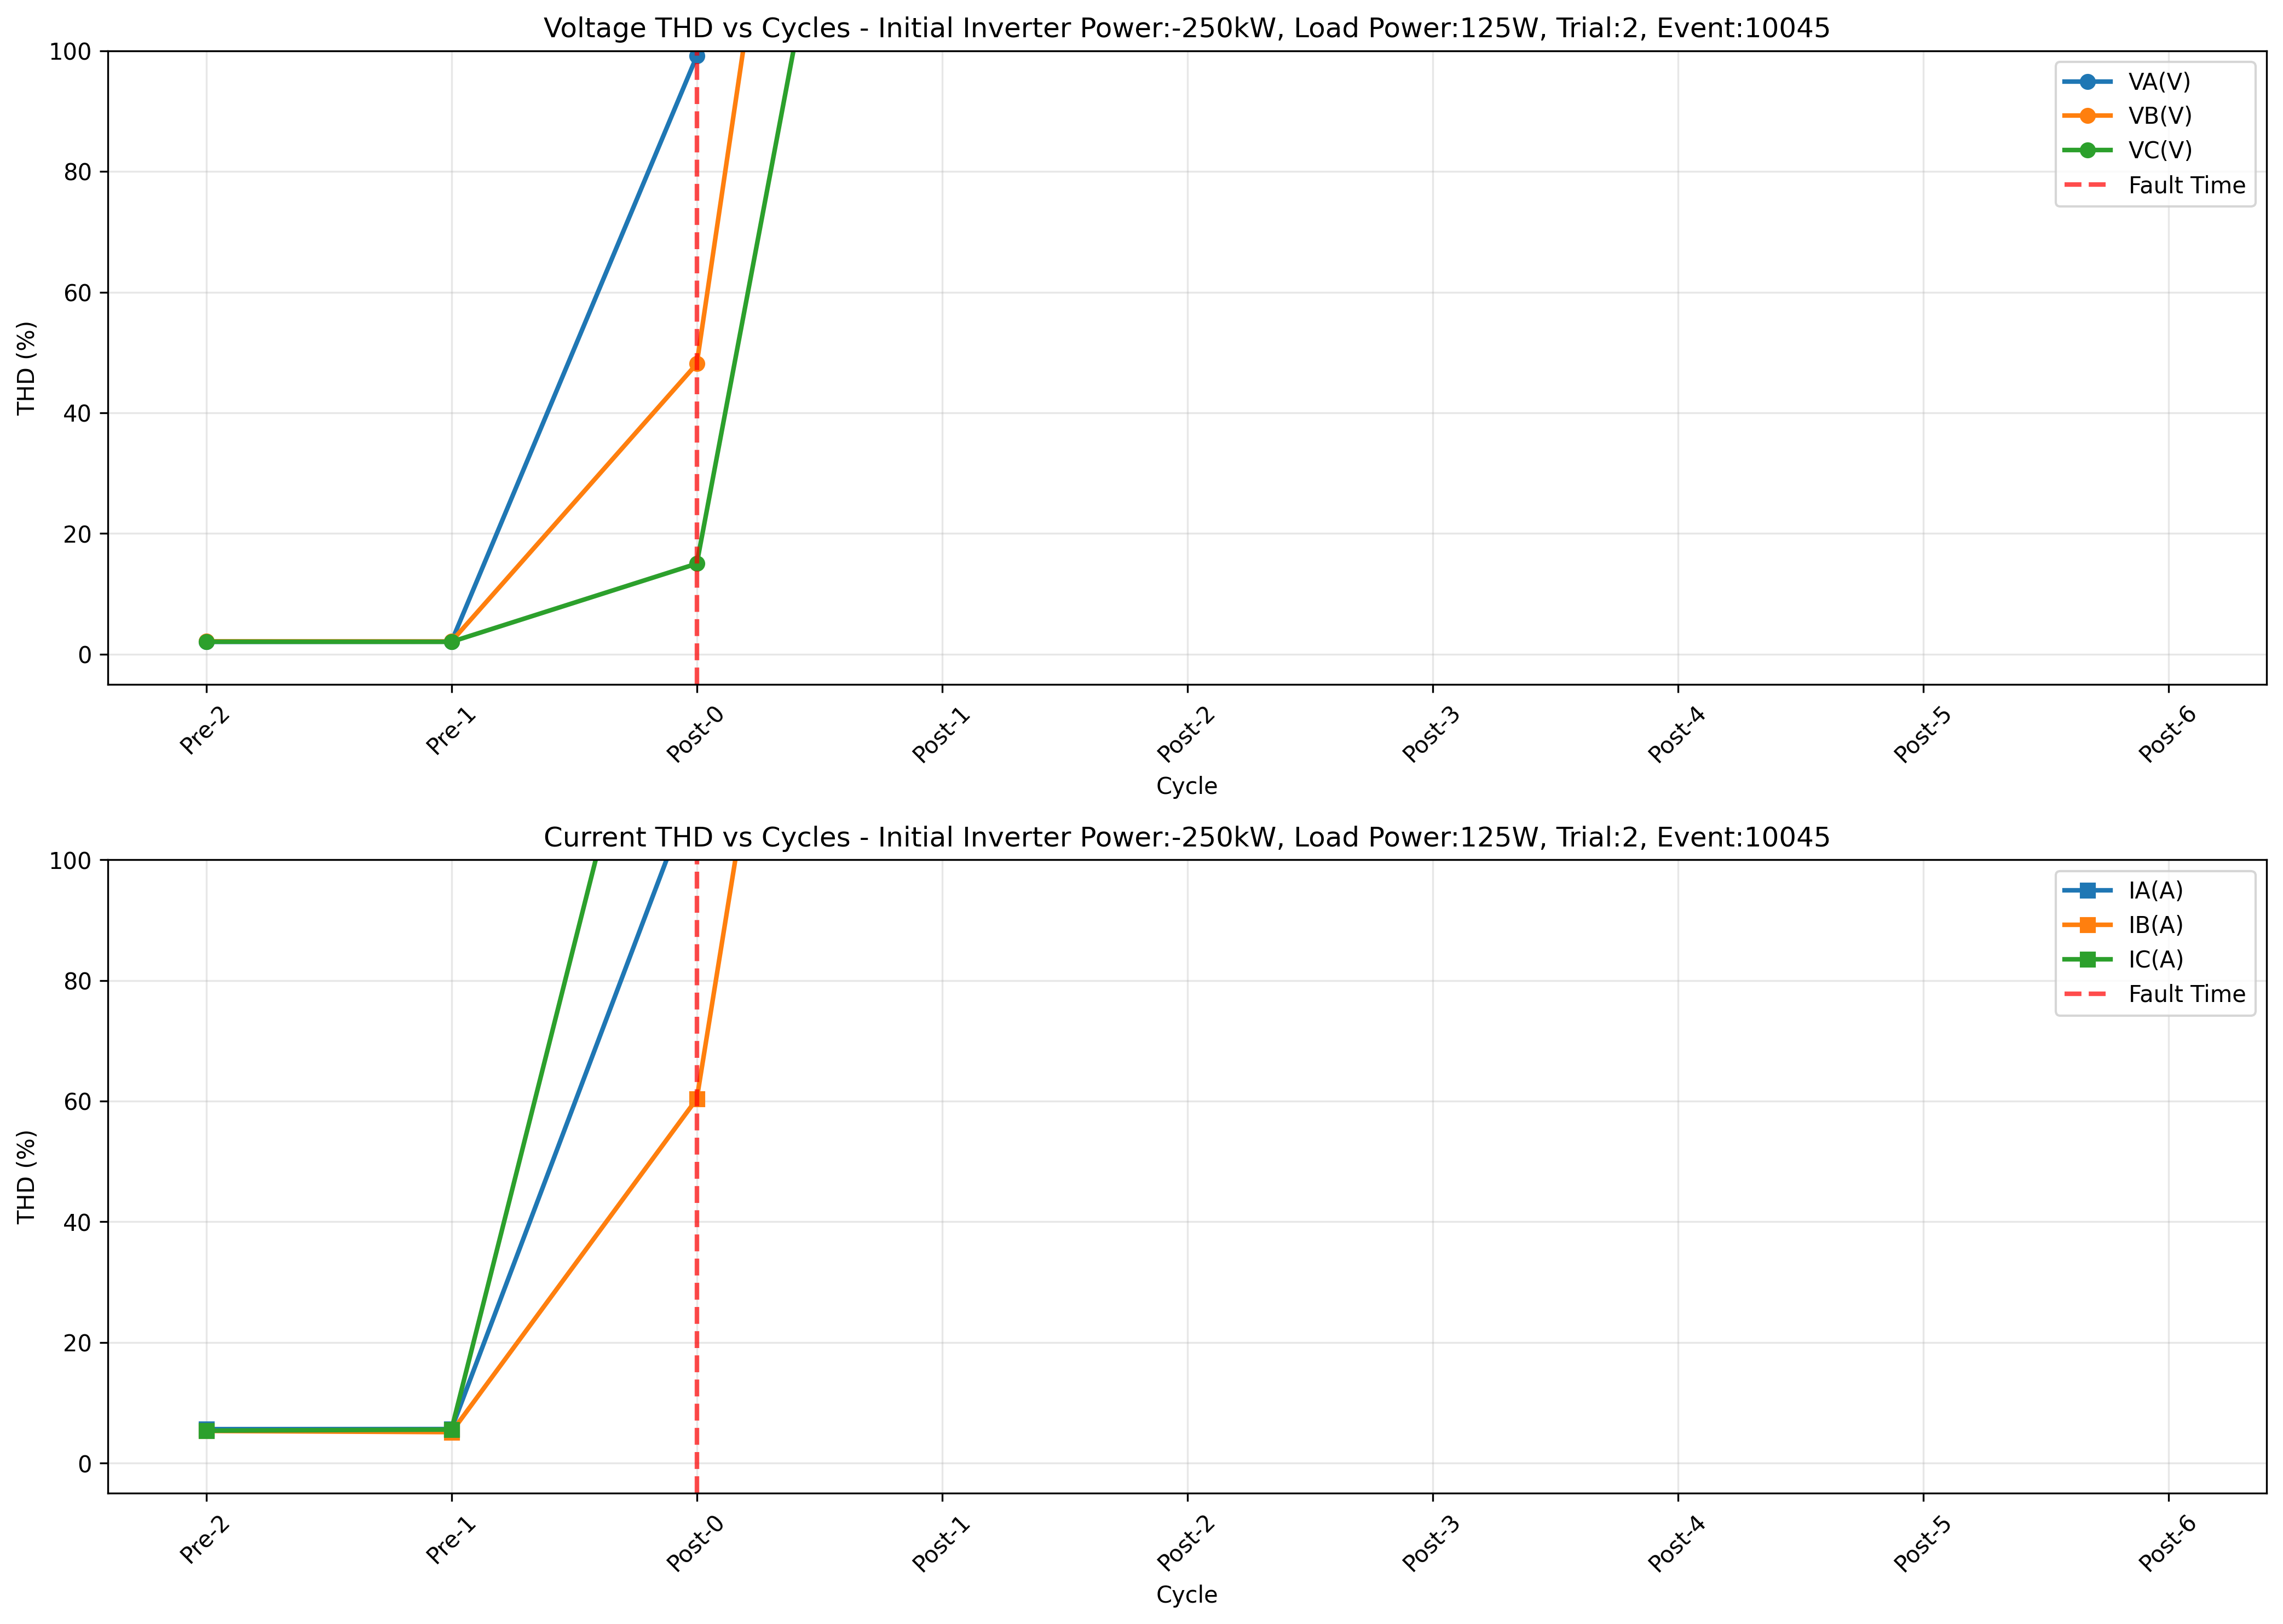 Voltage THD vs Cycles - Initial Inverter Power:-250kW, Load Power:125W, Trial:2, Event:10045
100
80
60
40
20
0
THD (%)
VA(V)
VB(V)
VC(V)
Fault Time
Pre-2
Pre-1
Post-0
Post-1
Post-2
Post-3
Post-4
Post-5
Post-6
Cycle
Current THD vs Cycles - Initial Inverter Power:-250kW, Load Power:125W, Trial:2, Event:10045
100
80
60
40
20
0
THD (%)
IA(A)
IB(A)
IC(A)
Fault Time
Pre-2
Pre-1
Post-0
Post-1
Post-2
Post-3
Post-4
Post-5
Post-6
Cycle